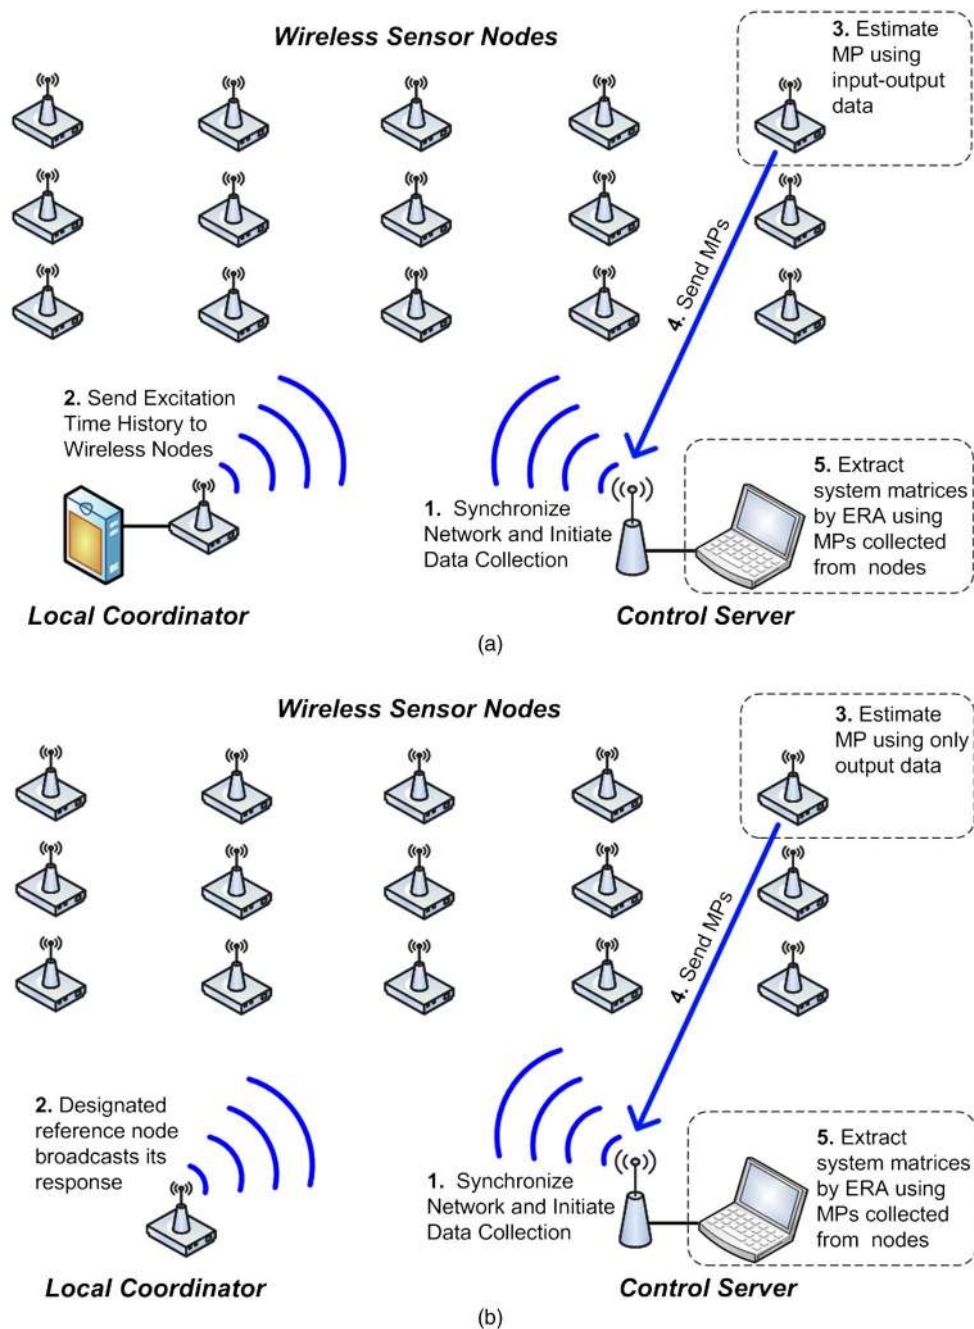 Wireless Sensor Nodes
3. Estimate
MP using
input-output
data
4. Send MPs
2. Send Excitation
Time History to
Wireless Nodes
1. Synchronize
Network and Initiate
Data Collection
5. Extract
system matrices
by ERA using
MPs collected
from nodes
Local Coordinator
Control Server
(a)
Wireless Sensor Nodes
3. Estimate
MP using only
output data
4. Send MPs
2. Designated
reference node
broadcasts its
response
1. Synchronize
Network and Initiate
Data Collection
5. Extract
system matrices
by ERA using
MPs collected
from nodes
Local Coordinator
Control Server
(b)